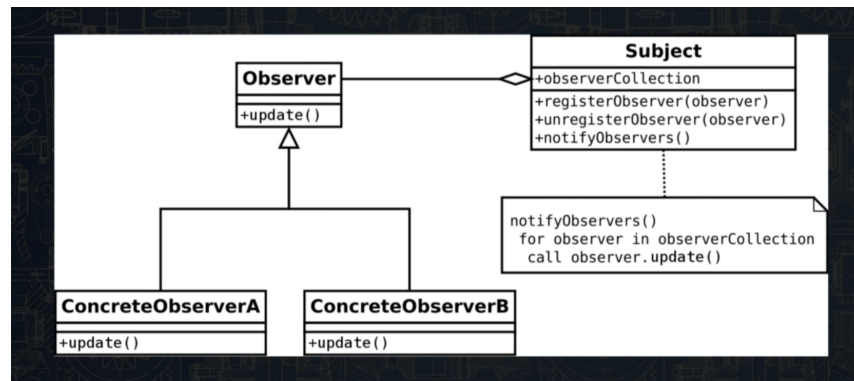 Observer
+update()
Subject
+observerCollection
+registerObserver(observer)
+unregisterObserver(observer)
+notifyObservers()
notifyObservers()
for observer in observerCollection
call observer.update()
ConcreteObserverA
+update()
ConcreteObserverB
+update()